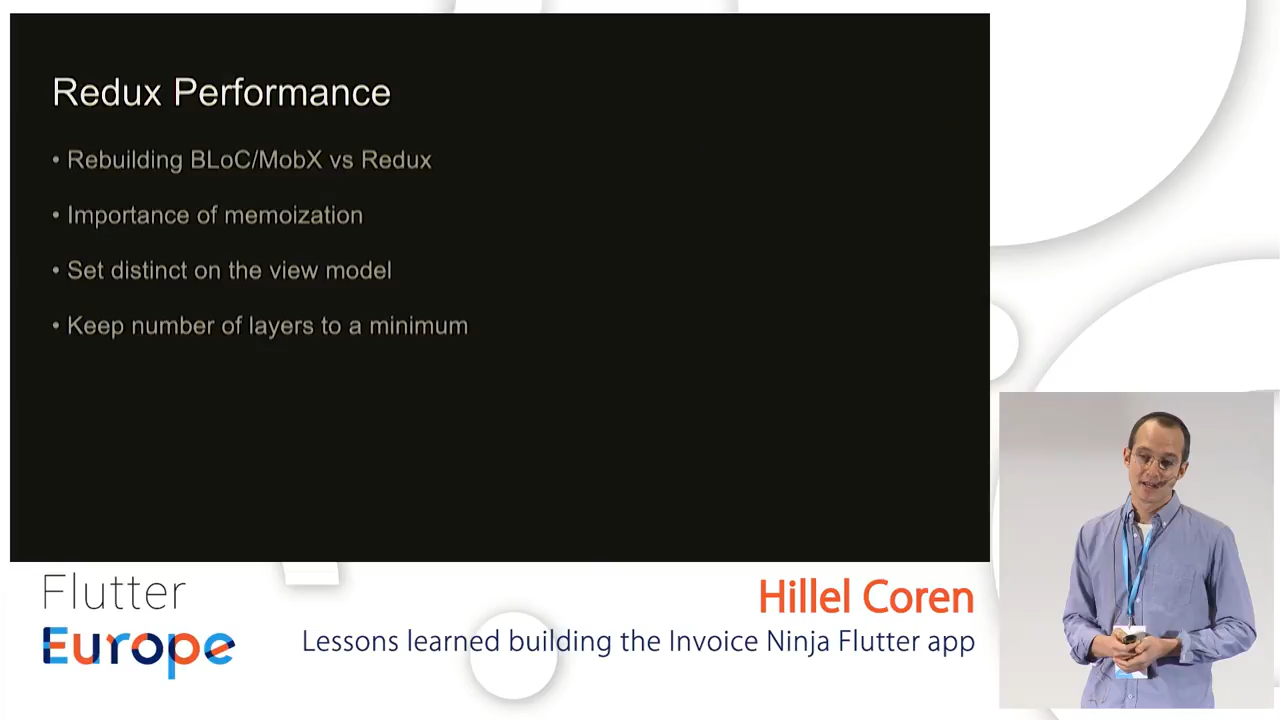 Redux Performance
• Rebuilding BLoC/MobX vs Redux
• Importance of memoization
• Set distinct on the view model
• Keep number of layers to a minimum
Flutter
Europe
Hillel Coren
Lessons learned building the Invoice Ninja Flutter app